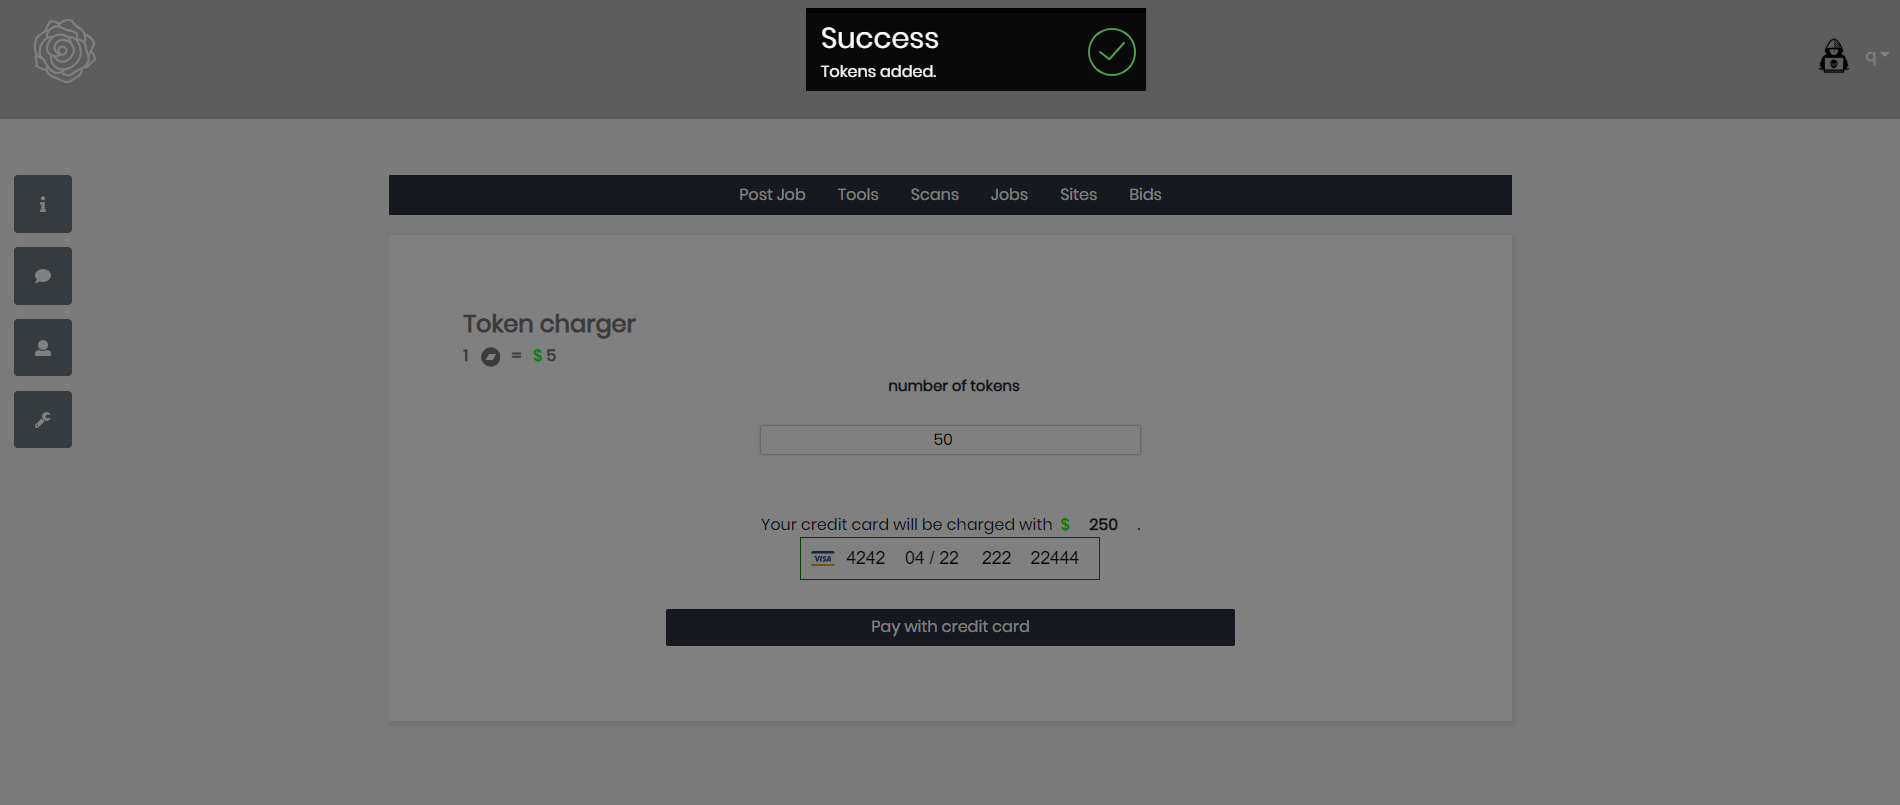 Success
Tokens added.
q
Post Job Tools Scans Jobs Sites Bids
Token charger
1 = $ 5
number of tokens
50
Your credit card will be charged with $ 250 .
VISA 4242 04 / 22 222 22444
Pay with credit card